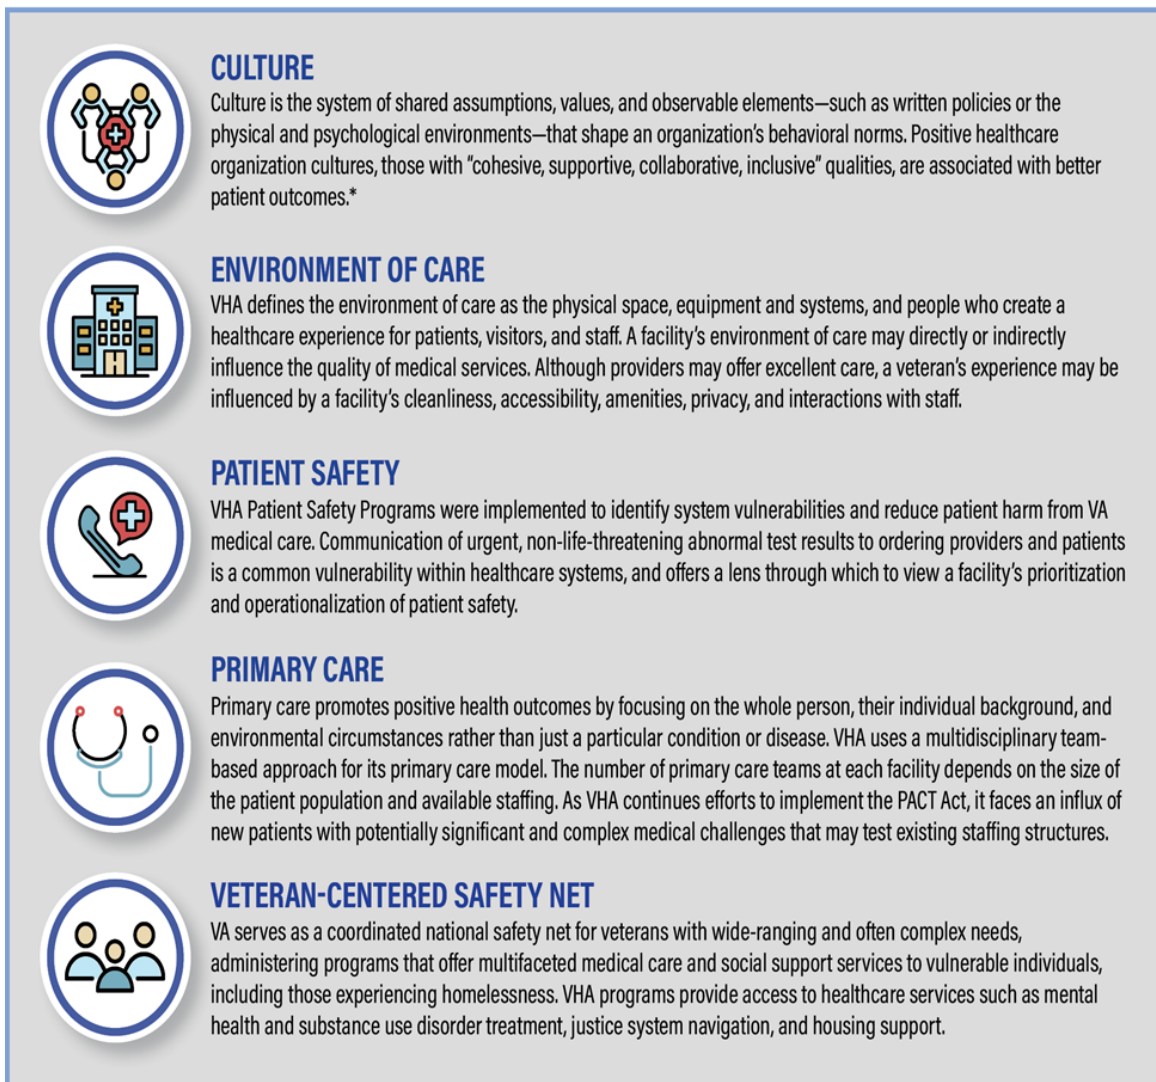 CULTURE
Culture is the system of shared assumptions, values, and observable elements—such as written policies or the
physical and psychological environments—that shape an organization’s behavioral norms. Positive healthcare
organization cultures, those with “cohesive, supportive, collaborative, inclusive” qualities, are associated with better
patient outcomes.*
ENVIRONMENT OF CARE
VHA defines the environment of care as the physical space, equipment and systems, and people who create a
healthcare experience for patients, visitors, and staff. A facility’s environment of care may directly or indirectly
influence the quality of medical services. Although providers may offer excellent care, a veteran’s experience may be
influenced by a facility’s cleanliness, accessibility, amenities, privacy, and interactions with staff.
PATIENT SAFETY
VHA Patient Safety Programs were implemented to identify system vulnerabilities and reduce patient harm from VA
medical care. Communication of urgent, non-life-threatening abnormal test results to ordering providers and patients
is a common vulnerability within healthcare systems, and offers a lens through which to view a facility’s prioritization
and operationalization of patient safety.
PRIMARY CARE
Primary care promotes positive health outcomes by focusing on the whole person, their individual background, and
environmental circumstances rather than just a particular condition or disease. VHA uses a multidisciplinary team-
based approach for its primary care model. The number of primary care teams at each facility depends on the size of
the patient population and available staffing. As VHA continues efforts to implement the PACT Act, it faces an influx of
new patients with potentially significant and complex medical challenges that may test existing staffing structures.
VETERAN-CENTERED SAFETY NET
VA serves as a coordinated national safety net for veterans with wide-ranging and often complex needs,
administering programs that offer multifaceted medical care and social support services to vulnerable individuals,
including those experiencing homelessness. VHA programs provide access to healthcare services such as mental
health and substance use disorder treatment, justice system navigation, and housing support.